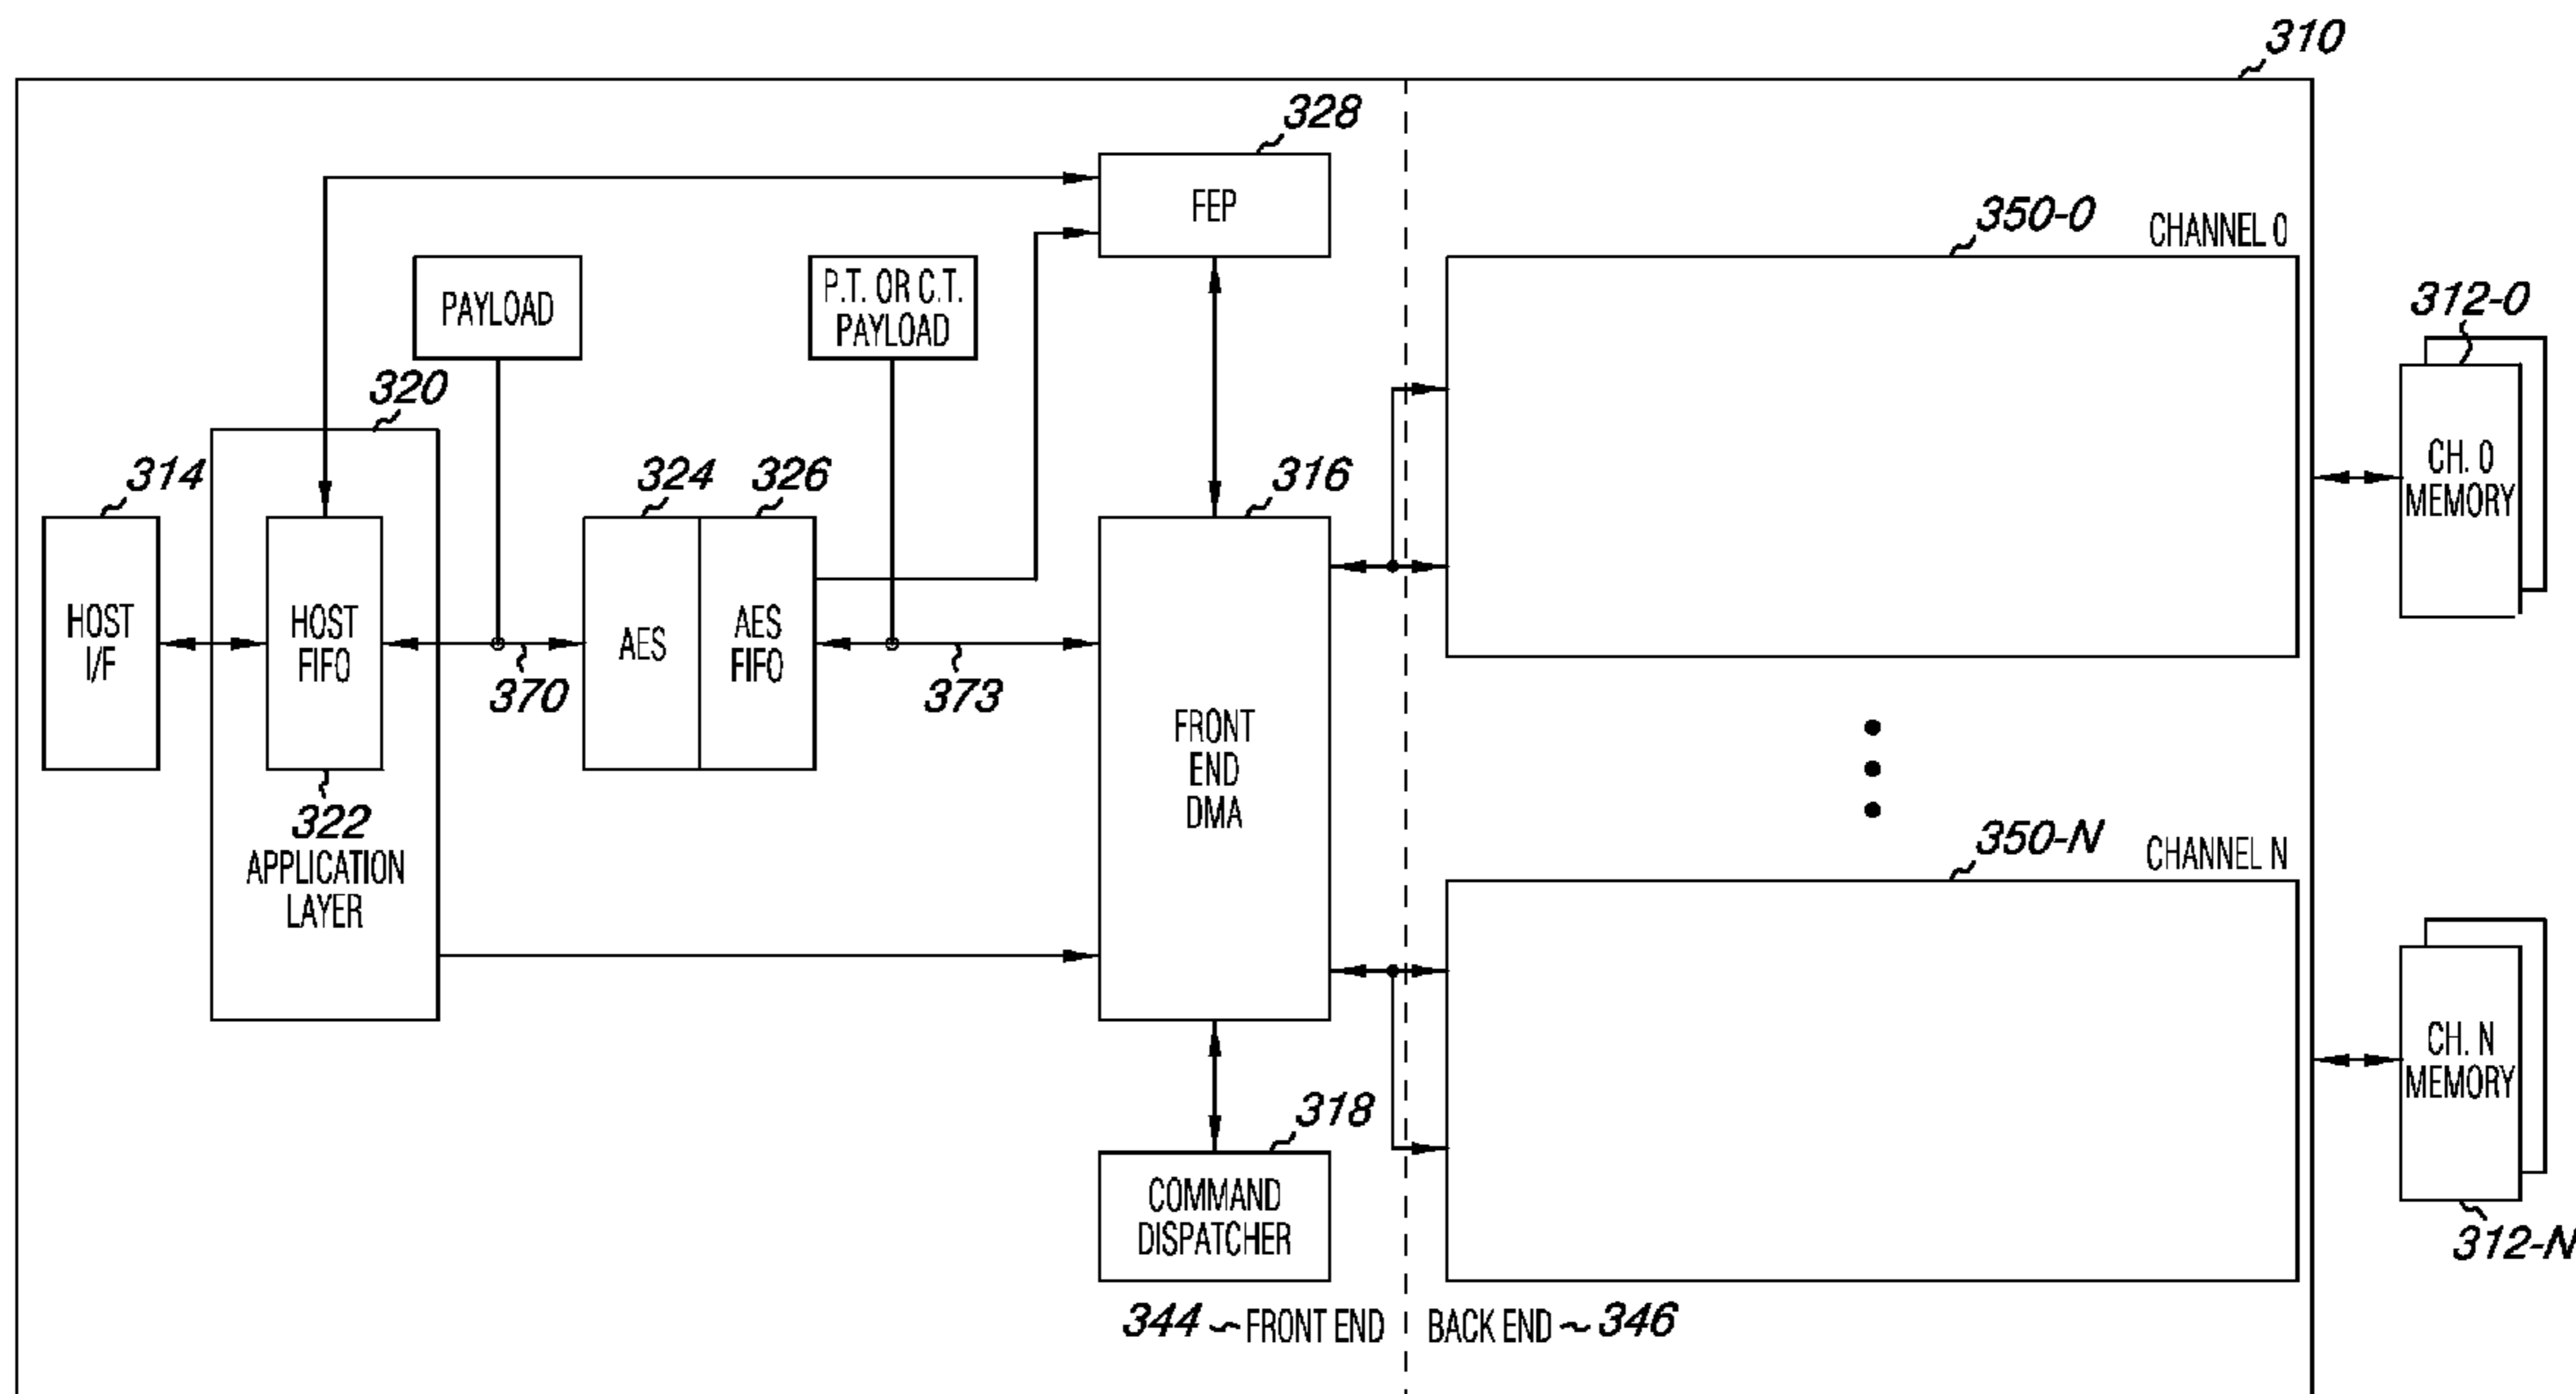 310
328
FEP
350-0
CHANNEL 0
PAYLOAD
P.T. OR C.T.
PAYLOAD
312-0
320
314
324
326
316
CH. 0
MEMORY
HOST
I/F
HOST
FIFO
AES
AES
FIFO
370
373
FRONT
END
DMA
322
APPLICATION
LAYER
350-N
CHANNEL N
CH. N
MEMORY
318
COMMAND
DISPATCHER
312-N
344
FRONT END
BACK END
346